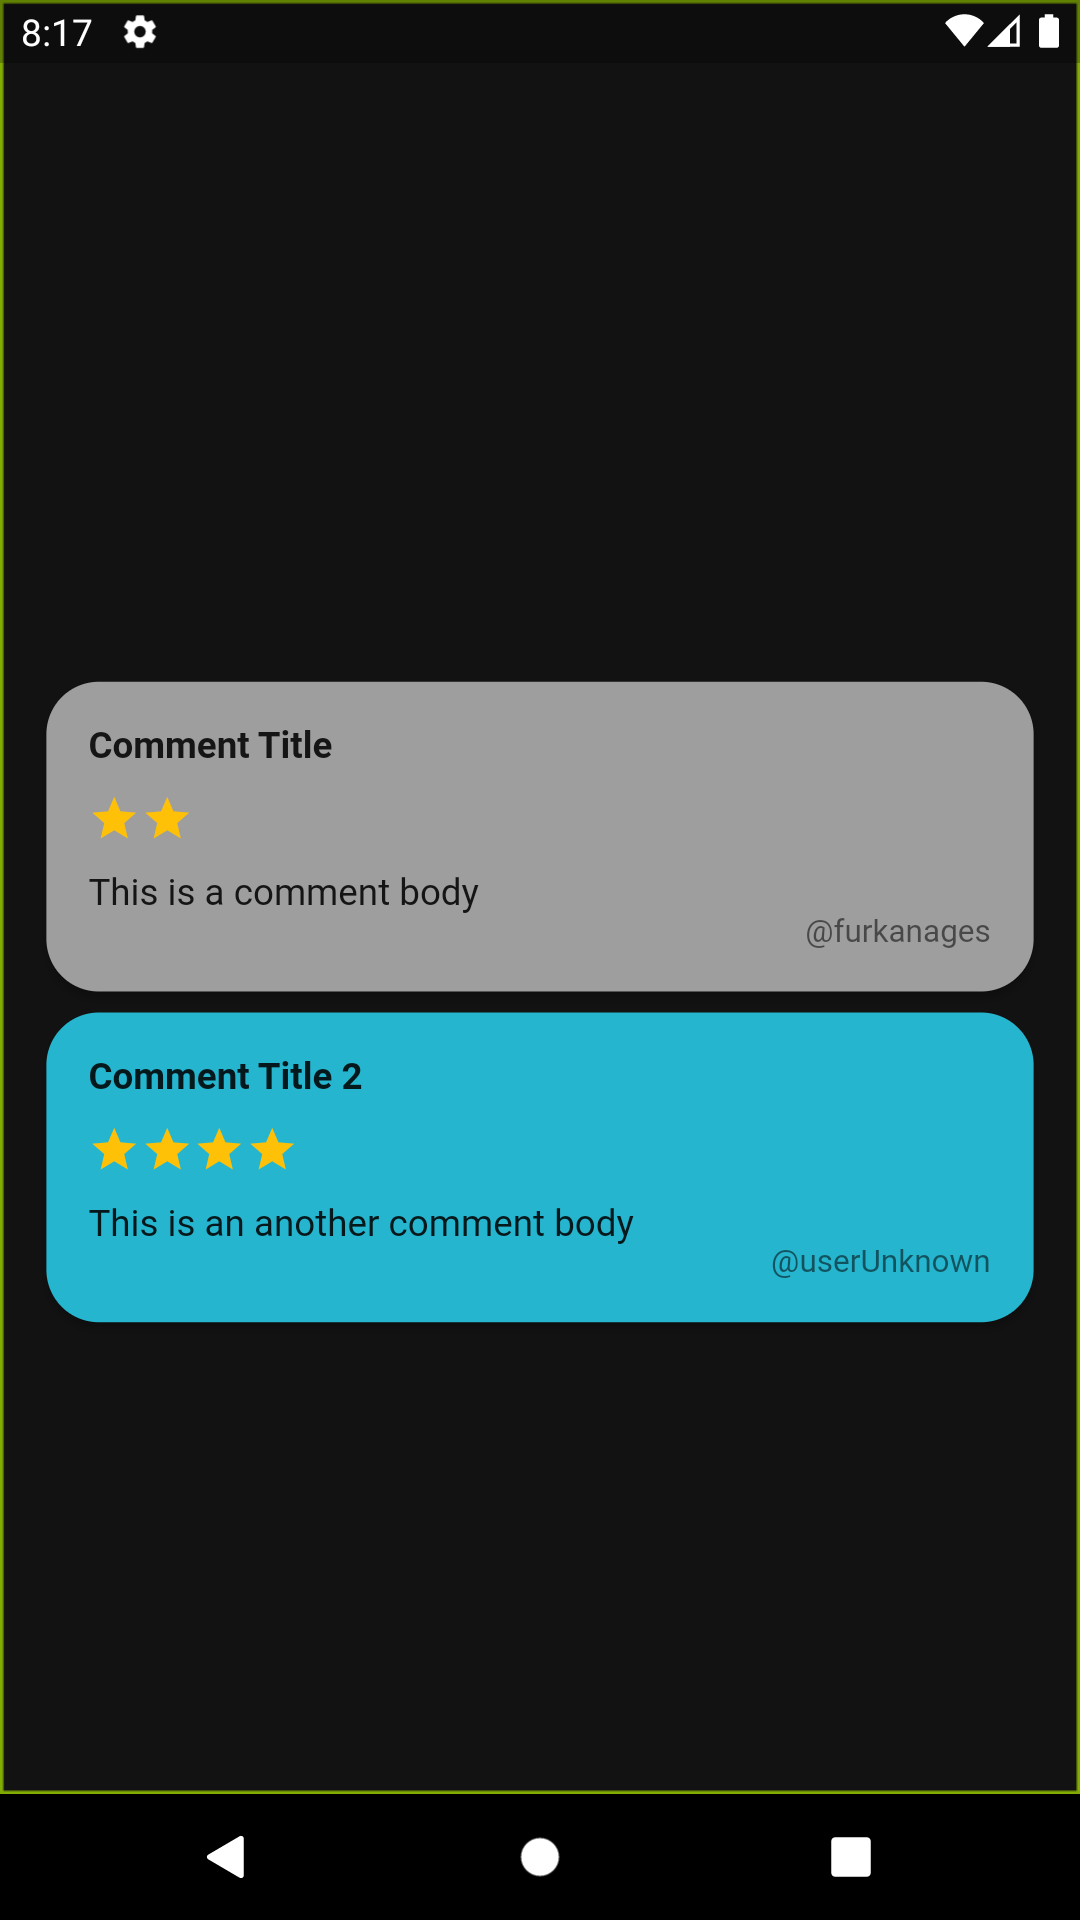 8:17
Comment Title
This is a comment body
@furkanages
Comment Title 2
This is an another comment body
@userUnknown